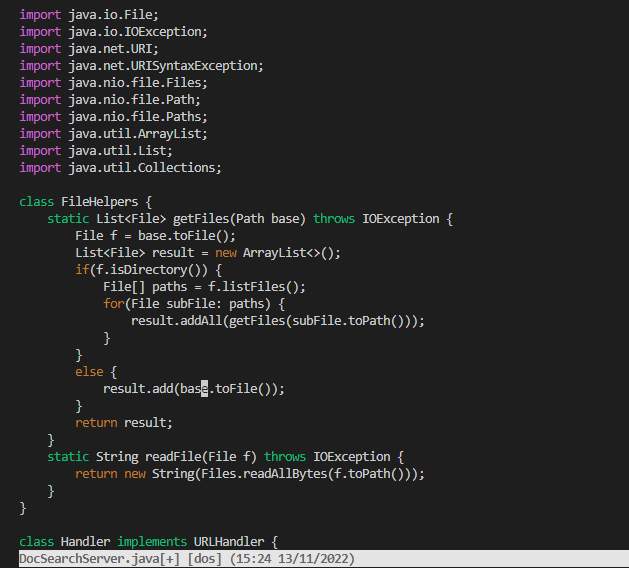 import java.io.File;
import java.io.IOException;
import java.net.URI;
import java.net.URISyntaxException;
import java.nio.file.Files;
import java.nio.file.Path;
import java.nio.file.Paths;
import java.util.ArrayList;
import java.util.List;
import java.util.Collections;

class FileHelpers {
    static List<File> getFiles(Path base) throws IOException {
        File f = base.toFile();
        List<File> result = new ArrayList<>();
        if(f.isDirectory()) {
            File[] paths = f.listFiles();
            for(File subFile: paths) {
                result.addAll(getFiles(subFile.toPath()));
            }
        }
        else {
            result.add(base.toFile());
        }
        return result;
    }
    static String readFile(File f) throws IOException {
        return new String(Files.readAllBytes(f.toPath()));
    }
}

class Handler implements URLHandler {
DocSearchServer.java[+] [dos] (15:24 13/11/2022)